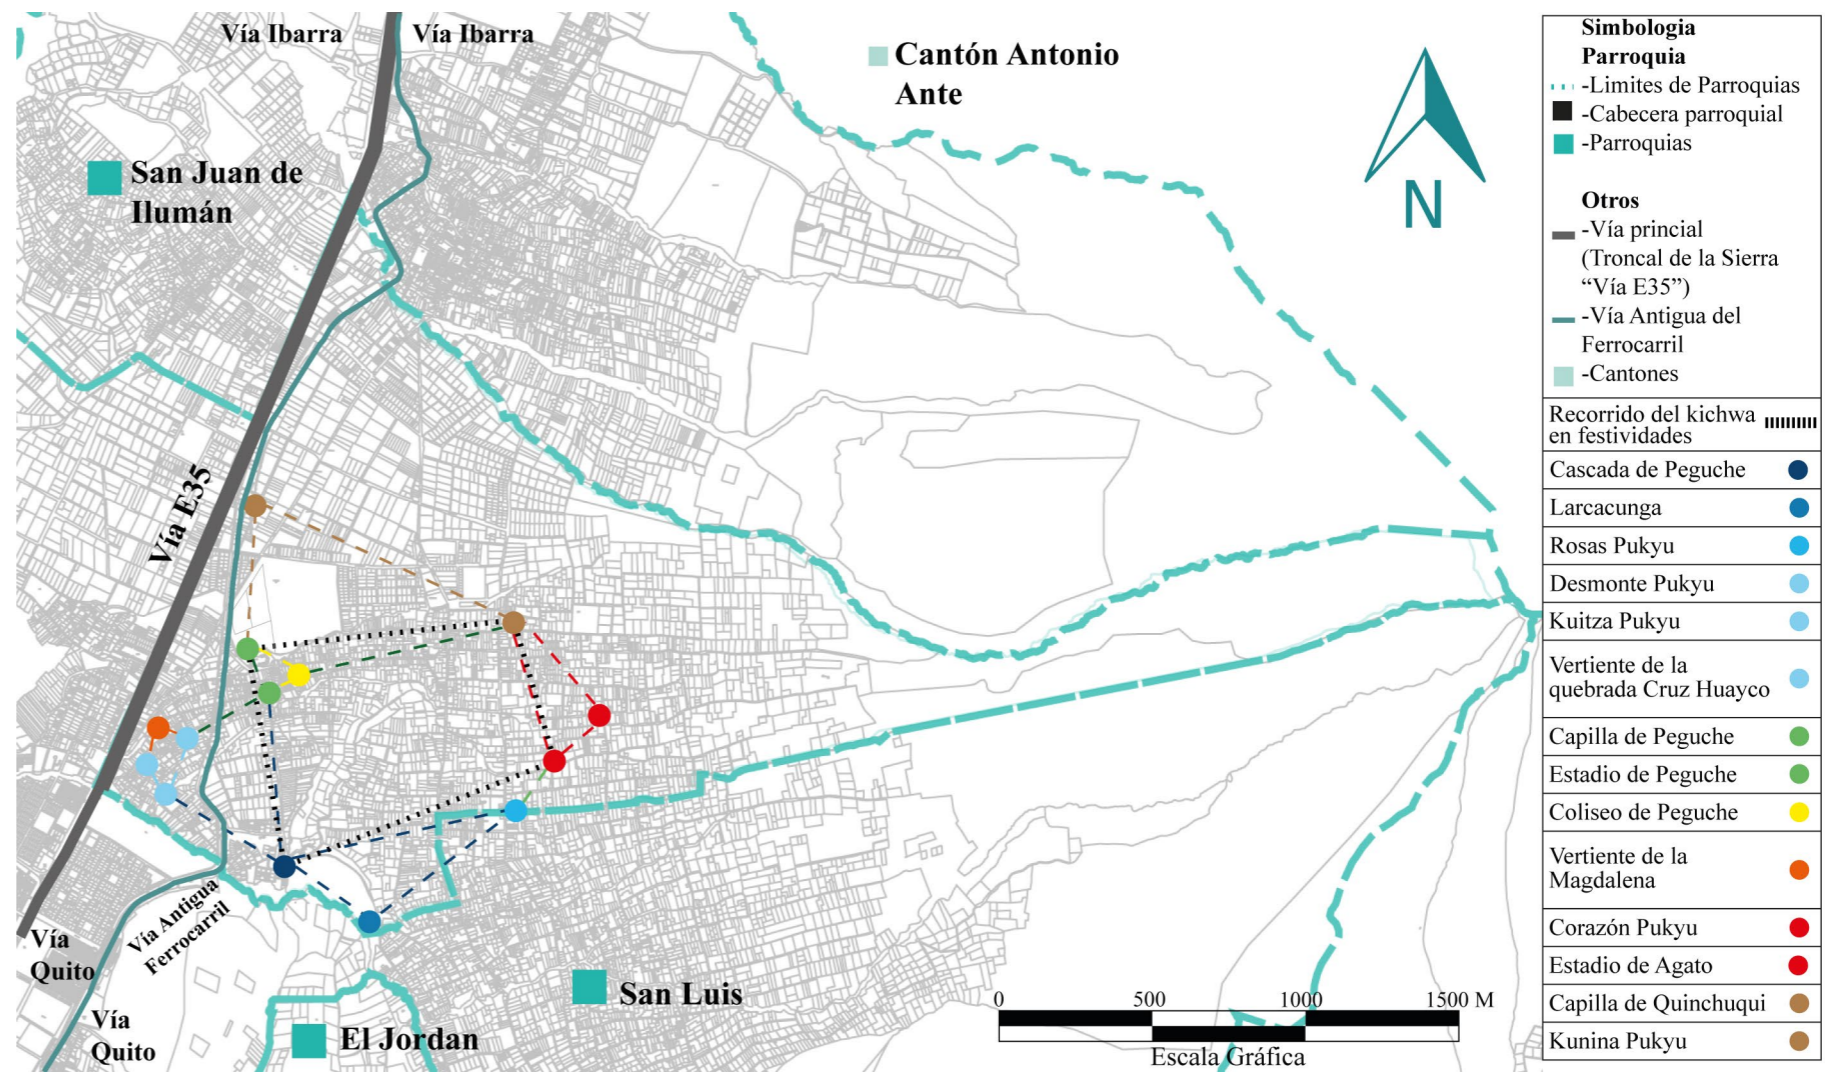 Vía Ibarra
Vía Ibarra
Cantón Antonio
Ante
San Juan de
Ilumán
N
Vía E35
Vía Antigua
Ferrocarril
Vía
Quito
Vía
Quito
San Luis
El Jordan
0 500 1000 1500 M
Escala Gráfica
Simbologia
Parroquia
-Limites de Parroquias
-Cabecera parroquial
-Parroquias
Otros
-Vía princial
(Troncal de la Sierra
“Vía E35”)
-Vía Antigua del
Ferrocarril
-Cantones
Recorrido del kichwa
en festividades
Cascada de Peguche
Larcacunga
Rosas Pukyu
Desmonte Pukyu
Kuitza Pukyu
Vertiente de la
quebrada Cruz Huayco
Capilla de Peguche
Estadio de Peguche
Coliseo de Peguche
Vertiente de la
Magdalena
Corazón Pukyu
Estadio de Agato
Capilla de Quinchuqui
Kunina Pukyu